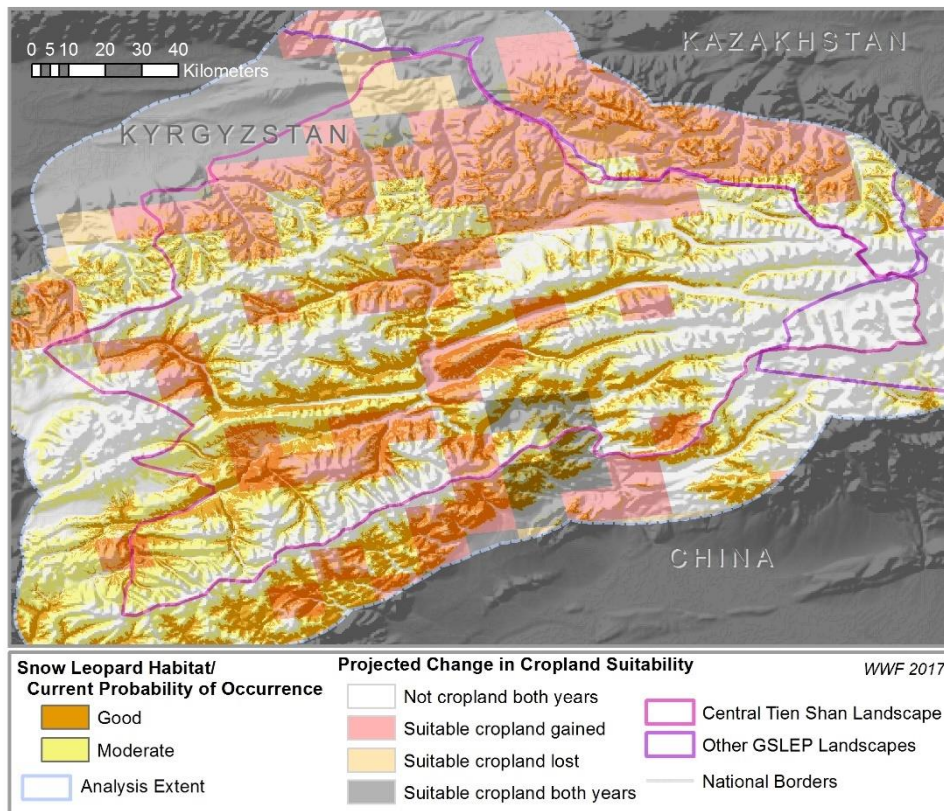 KAZAKHSTAN
0 5 10 20 30 40
Kilometers
KYRGYZSTAN
CHINA
Snow Leopard Habitat/
Current Probability of Occurrence
Good
Moderate
Analysis Extent
Projected Change in Cropland Suitability
Not cropland both years
Suitable cropland gained
Suitable cropland lost
Suitable cropland both years
WWF 2017
Central Tien Shan Landscape
Other GSLEP Landscapes
National Borders